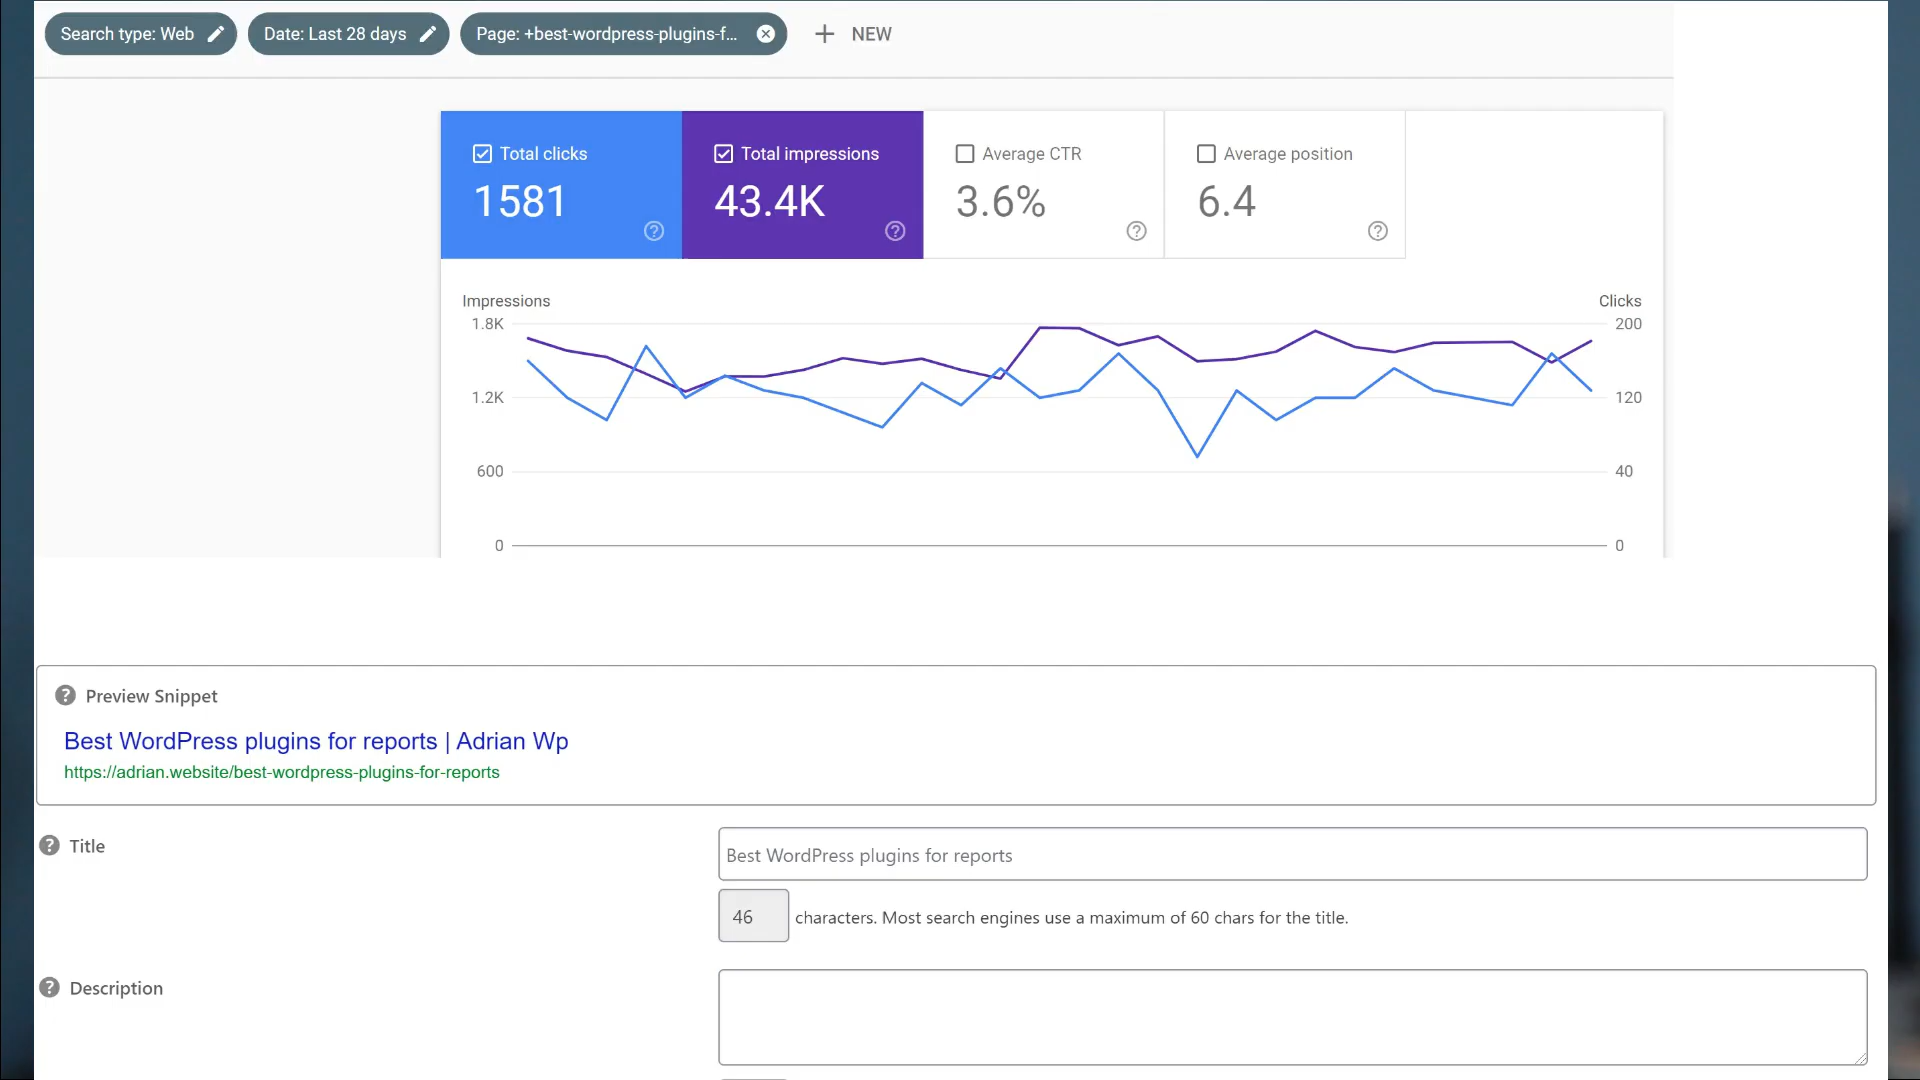 Search type: Web
Date: Last 28 days
Page: +best-wordpress-plugins-f...
NEW
Total clicks
1581
Total impressions
43.4K
Average CTR
3.6%
Average position
6.4
Impressions
Clicks
1.8K
200
1.2K
120
600
40
0
0
Preview Snippet
Best WordPress plugins for reports | Adrian Wp
https://adrian.website/best-wordpress-plugins-for-reports
Title
Best WordPress plugins for reports
46 characters. Most search engines use a maximum of 60 chars for the title.
Description